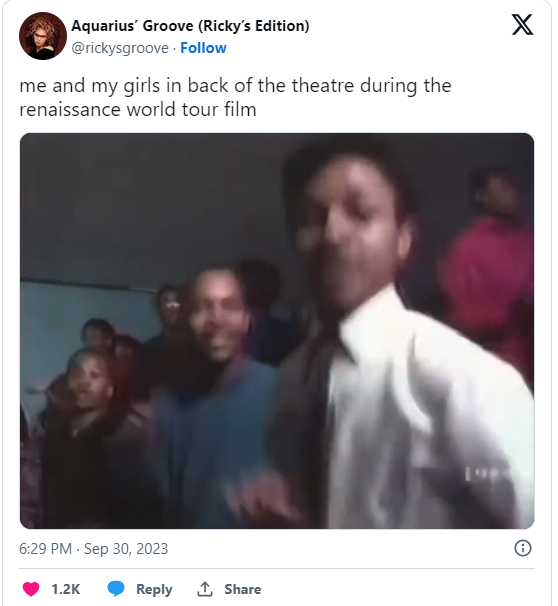 Aquarius’ Groove (Ricky’s Edition)
@rickysgroove · Follow
me and my girls in back of the theatre during the
renaissance world tour film
6:29 PM · Sep 30, 2023
1.2K Reply Share